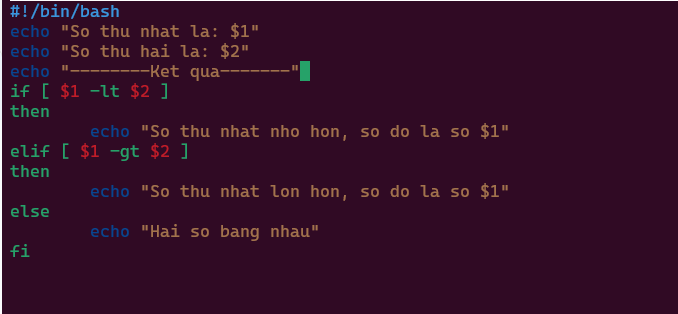 #!/bin/bash
echo "So thu nhat la: $1"
echo "So thu hai la: $2"
echo "--------Ket qua-------"
if [ $1 -lt $2 ]
then
        echo "So thu nhat nho hon, so do la so $1"
elif [ $1 -gt $2 ]
then
        echo "So thu nhat lon hon, so do la so $1"
else
        echo "Hai so bang nhau"
fi